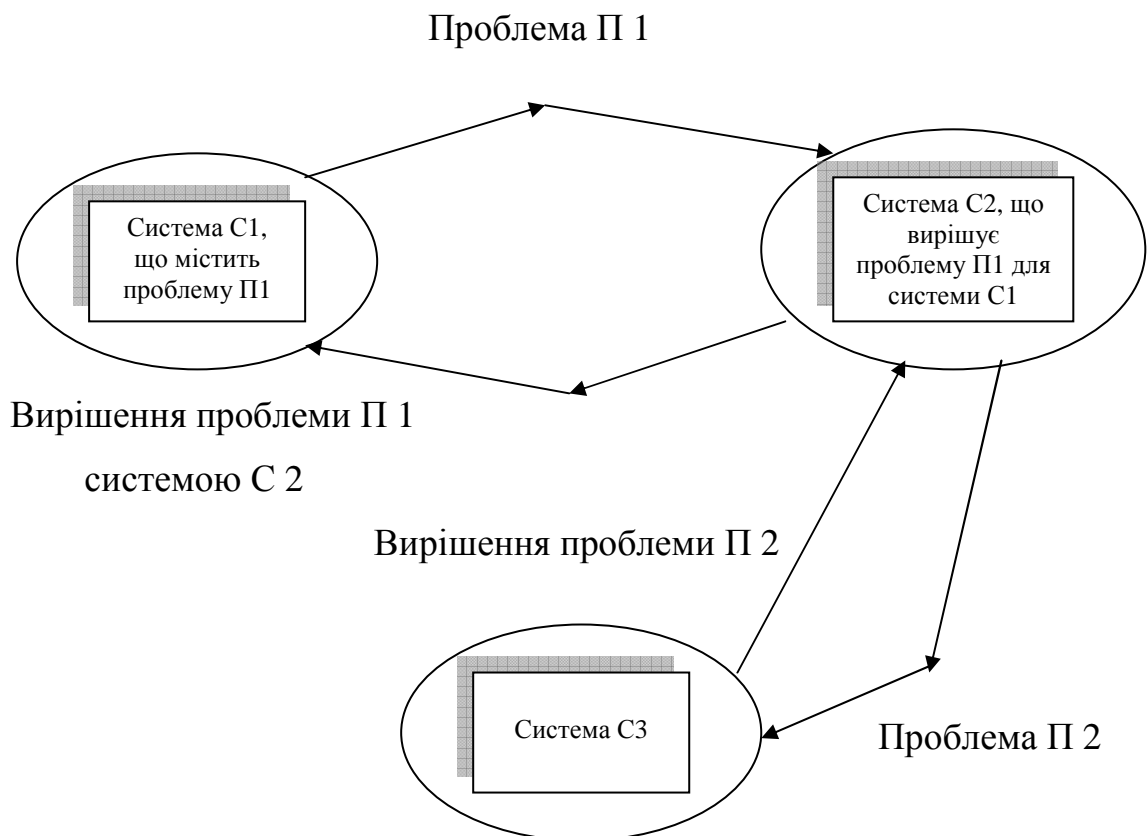 Проблема П 1
Система С1,
що містить
проблему П1
Система С2, що
вирішує
проблему П1 для
системи С1
Вирішення проблеми П 1
системою С 2
Вирішення проблеми П 2
Система С3
Проблема П 2